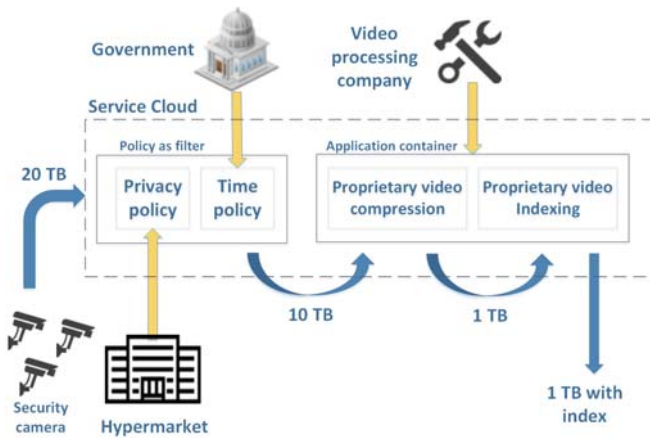 Government
Video
processing
company
Service Cloud
Policy as filter
Application container
20 TB
Privacy
policy
Time
policy
Proprietary video
compression
Proprietary video
Indexing
10 TB
1 TB
Security
camera
Hypermarket
1 TB with
index